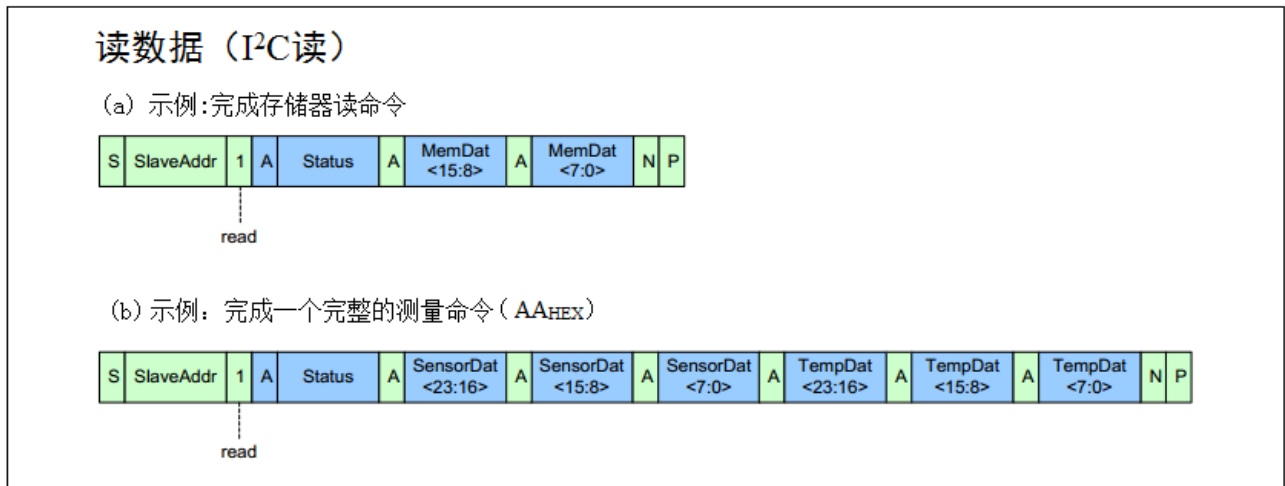 读数据（I²C读）
(a) 示例:完成存储器读命令
S SlaveAddr 1 A Status A MemDat <15:8> A MemDat <7:0> N P
read
(b) 示例：完成一个完整的测量命令( AAHEX)
S SlaveAddr 1 A Status A SensorDat <23:16> A SensorDat <15:8> A SensorDat <7:0> A TempDat <23:16> A TempDat <15:8> A TempDat <7:0> N P
read